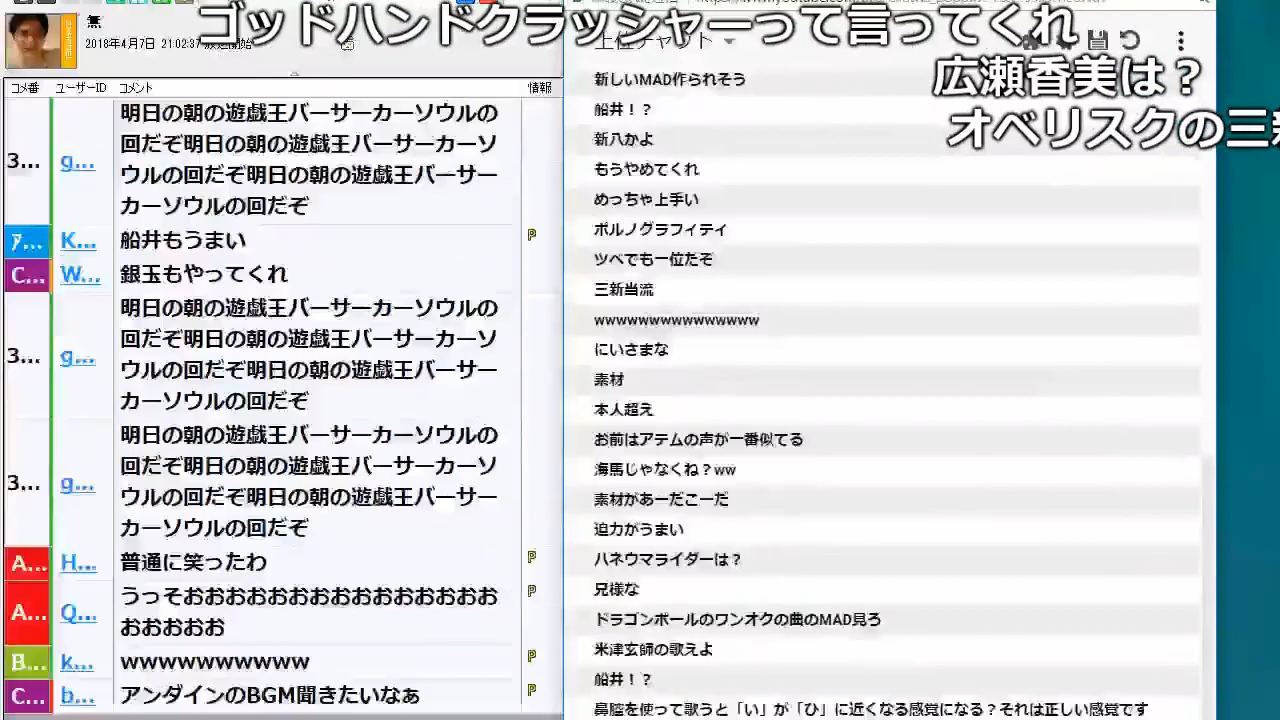 ゴッドハンドクラッシャーって言ってくれ
広瀬香美は？
オベリスクの三
無
2018年4月7日 21:02:37
コメ番 ユーザーID コメント 情報
明日の朝の遊戯王バーサーカーソウルの
回だぞ明日の朝の遊戯王バーサーカーソ
3... g... ウルの回だぞ明日の朝の遊戯王バーサー
カーソウルの回だぞ
ｱ... K... 船井もうまい P
C... W... 銀玉もやってくれ
明日の朝の遊戯王バーサーカーソウルの
回だぞ明日の朝の遊戯王バーサーカーソ
3... g... ウルの回だぞ明日の朝の遊戯王バーサー
カーソウルの回だぞ
明日の朝の遊戯王バーサーカーソウルの
回だぞ明日の朝の遊戯王バーサーカーソ
3... g... ウルの回だぞ明日の朝の遊戯王バーサー
カーソウルの回だぞ
A... H... 普通に笑ったわ P
A... Q... うっそおおおおおおおおおおおおおおお P
おおおおお
B... k... wwwwwwwwww P
C... b... アンダインのBGM聞きたいなぁ P
上位チャット
新しいMAD作られそう
船井！？
新八かよ
もうやめてくれ
めっちゃ上手い
ポルノグラフィティ
ツベでも一位たぞ
三新当流
wwwwwwwwwwwwwww
にいさまな
素材
本人超え
お前はアテムの声が一番似てる
海馬じゃなくね？ww
素材があーだこーだ
迫力がうまい
ハネウマライダーは？
兄様な
ドラゴンボールのワンオクの曲のMAD見ろ
米津玄師の歌えよ
船井！？
鼻腔を使って歌うと「い」が「ひ」に近くなる感覚になる？それは正しい感覚です